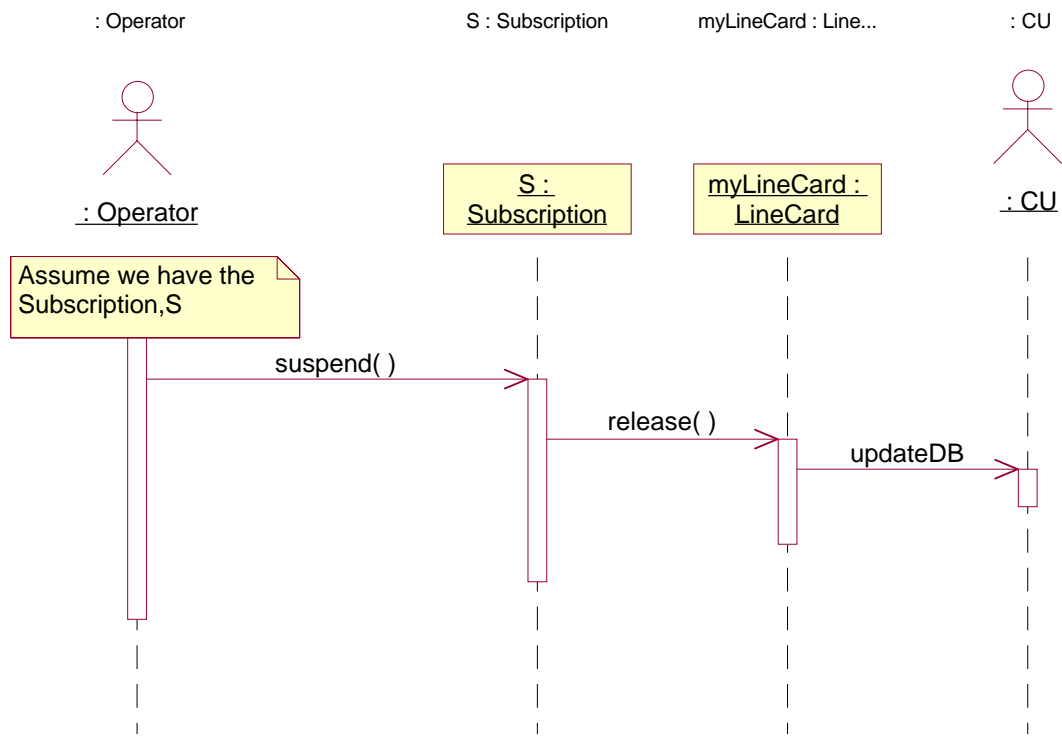 : Operator
S : Subscription
myLineCard : Line...
: CU
: Operator
S :
Subscription
myLineCard :
LineCard
: CU
Assume we have the
Subscription,S
suspend( )
release( )
updateDB